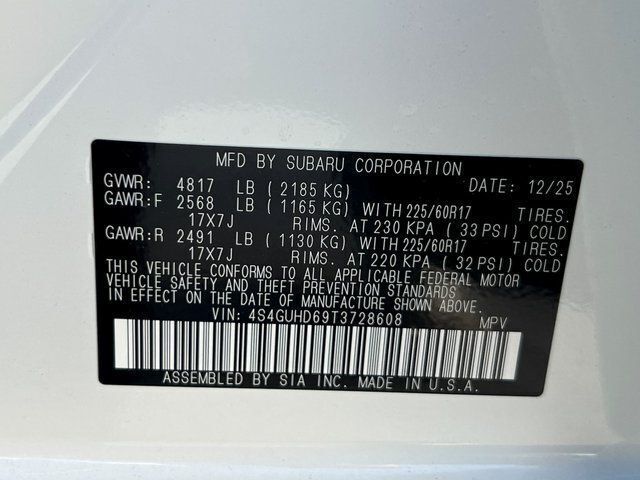 MFD BY SUBARU CORPORATION
GVWR: 4817 LB (2185 KG) DATE: 12/25
GAWR:F 2568 LB (1165 KG) WITH 225/60R17 TIRES.
17X7J RIMS. AT 230 KPA (33 PSI) COLD
GAWR:R 2491 LB (1130 KG) WITH 225/60R17 TIRES.
17X7J RIMS. AT 220 KPA (32 PSI) COLD
THIS VEHICLE CONFORMS TO ALL APPLICABLE FEDERAL MOTOR
VEHICLE SAFETY AND THEFT PREVENTION STANDARDS
IN EFFECT ON THE DATE OF MANUFACTURE SHOWN ABOVE.
VIN: 4S4GUHD69T3728608 MPV
ASSEMBLED BY SIA INC. MADE IN U.S.A.